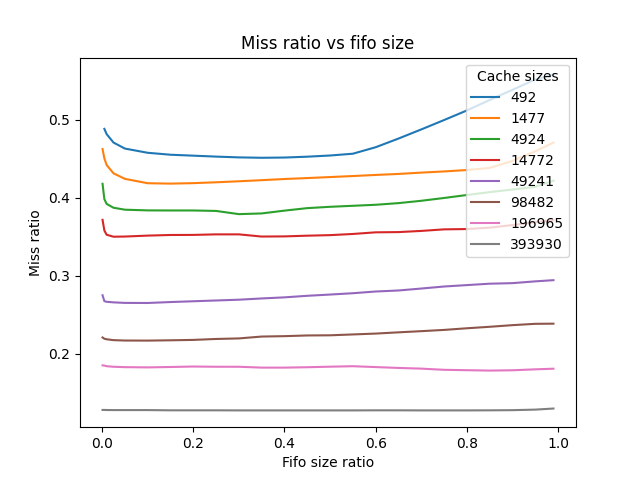 Miss ratio vs fifo size
Cache sizes
492
1477
4924
14772
49241
98482
196965
393930
0.5
0.4
0.3
0.2
Miss ratio
0.0 0.2 0.4 0.6 0.8 1.0
Fifo size ratio